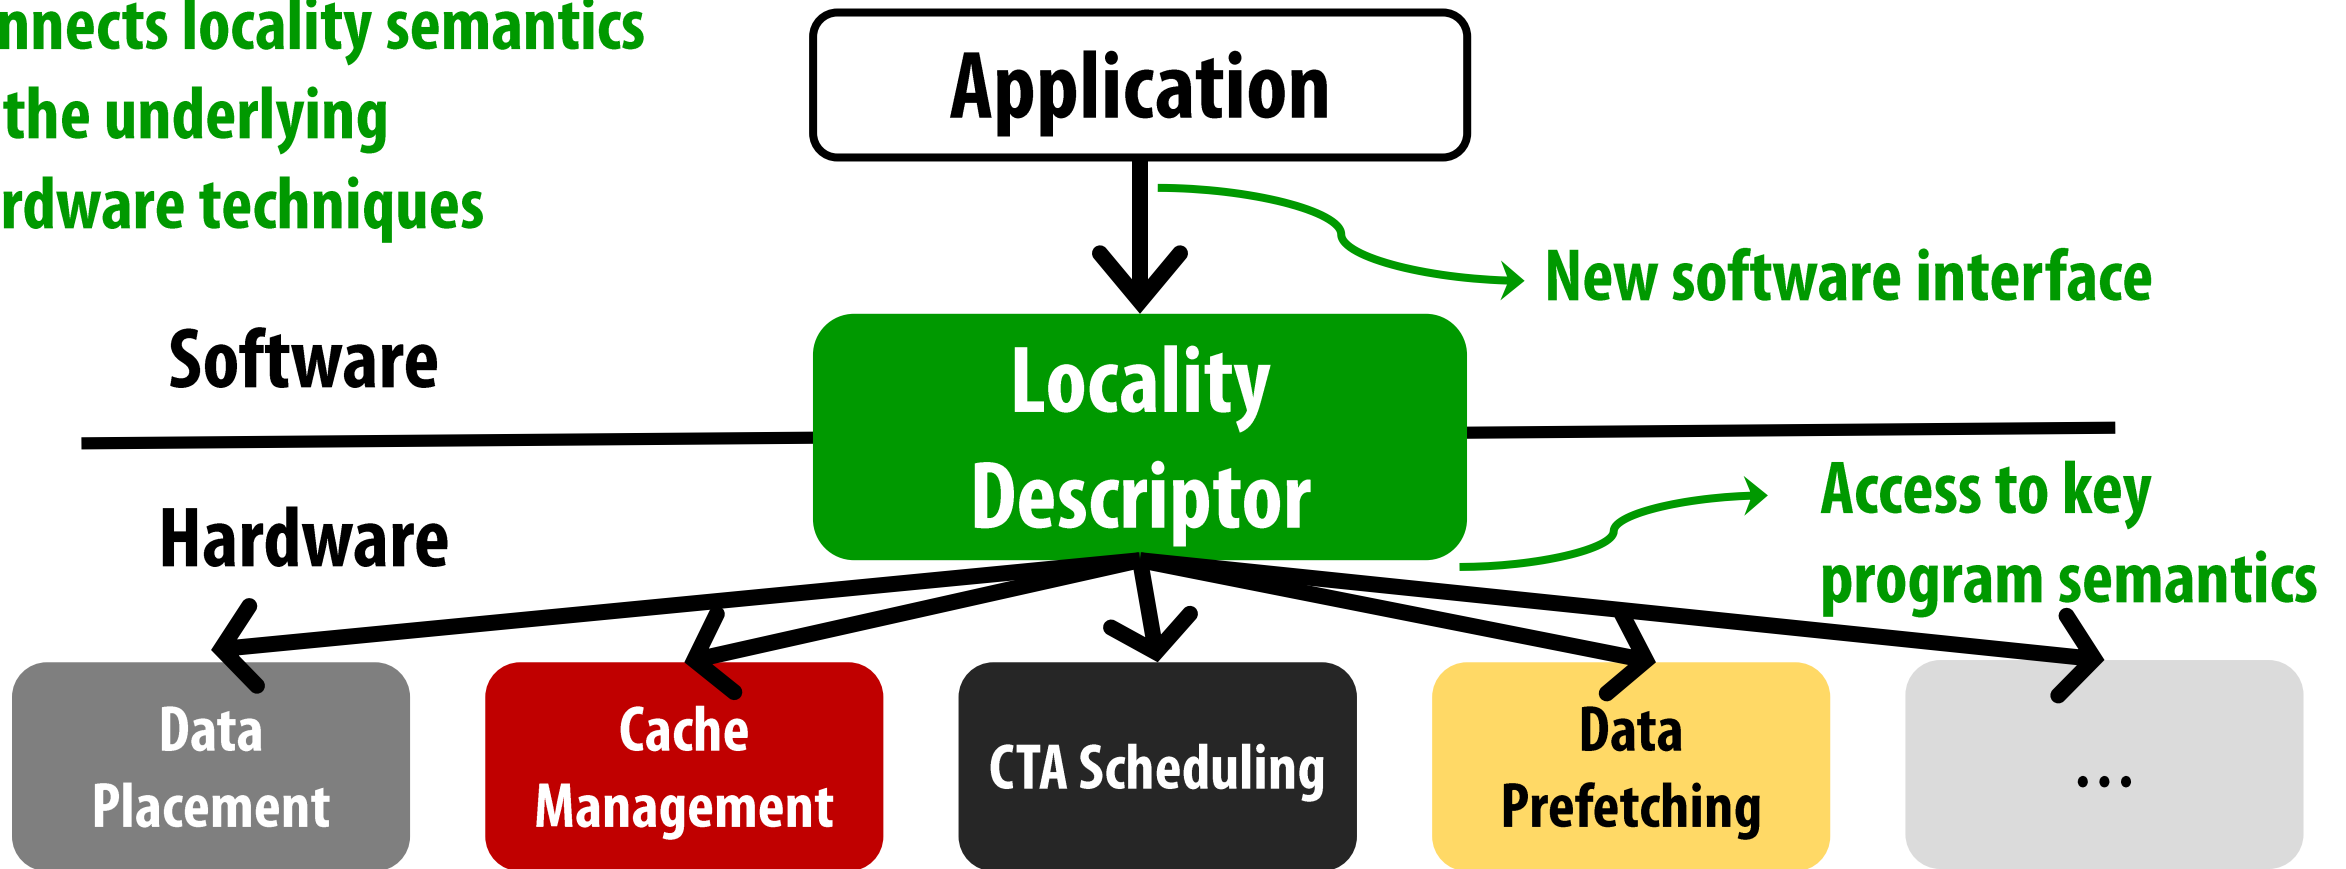 nnects locality semantics
the underlying
rdware techniques
Application
New software interface
Software
Locality
Descriptor
Hardware
Access to key
program semantics
Data
Placement
Cache
Management
CTA Scheduling
Data
Prefetching
...